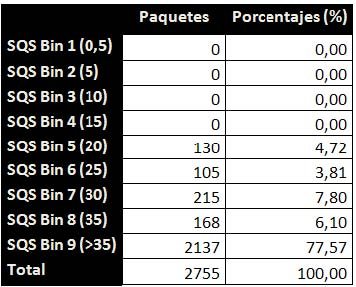 Paquetes Porcentajes (%)
SQS Bin 1 (0,5) 0 0,00
SQS Bin 2 (5) 0 0,00
SQS Bin 3 (10) 0 0,00
SQS Bin 4 (15) 0 0,00
SQS Bin 5 (20) 130 4,72
SQS Bin 6 (25) 105 3,81
SQS Bin 7 (30) 215 7,80
SQS Bin 8 (35) 168 6,10
SQS Bin 9 (>35) 2137 77,57
Total 2755 100,00